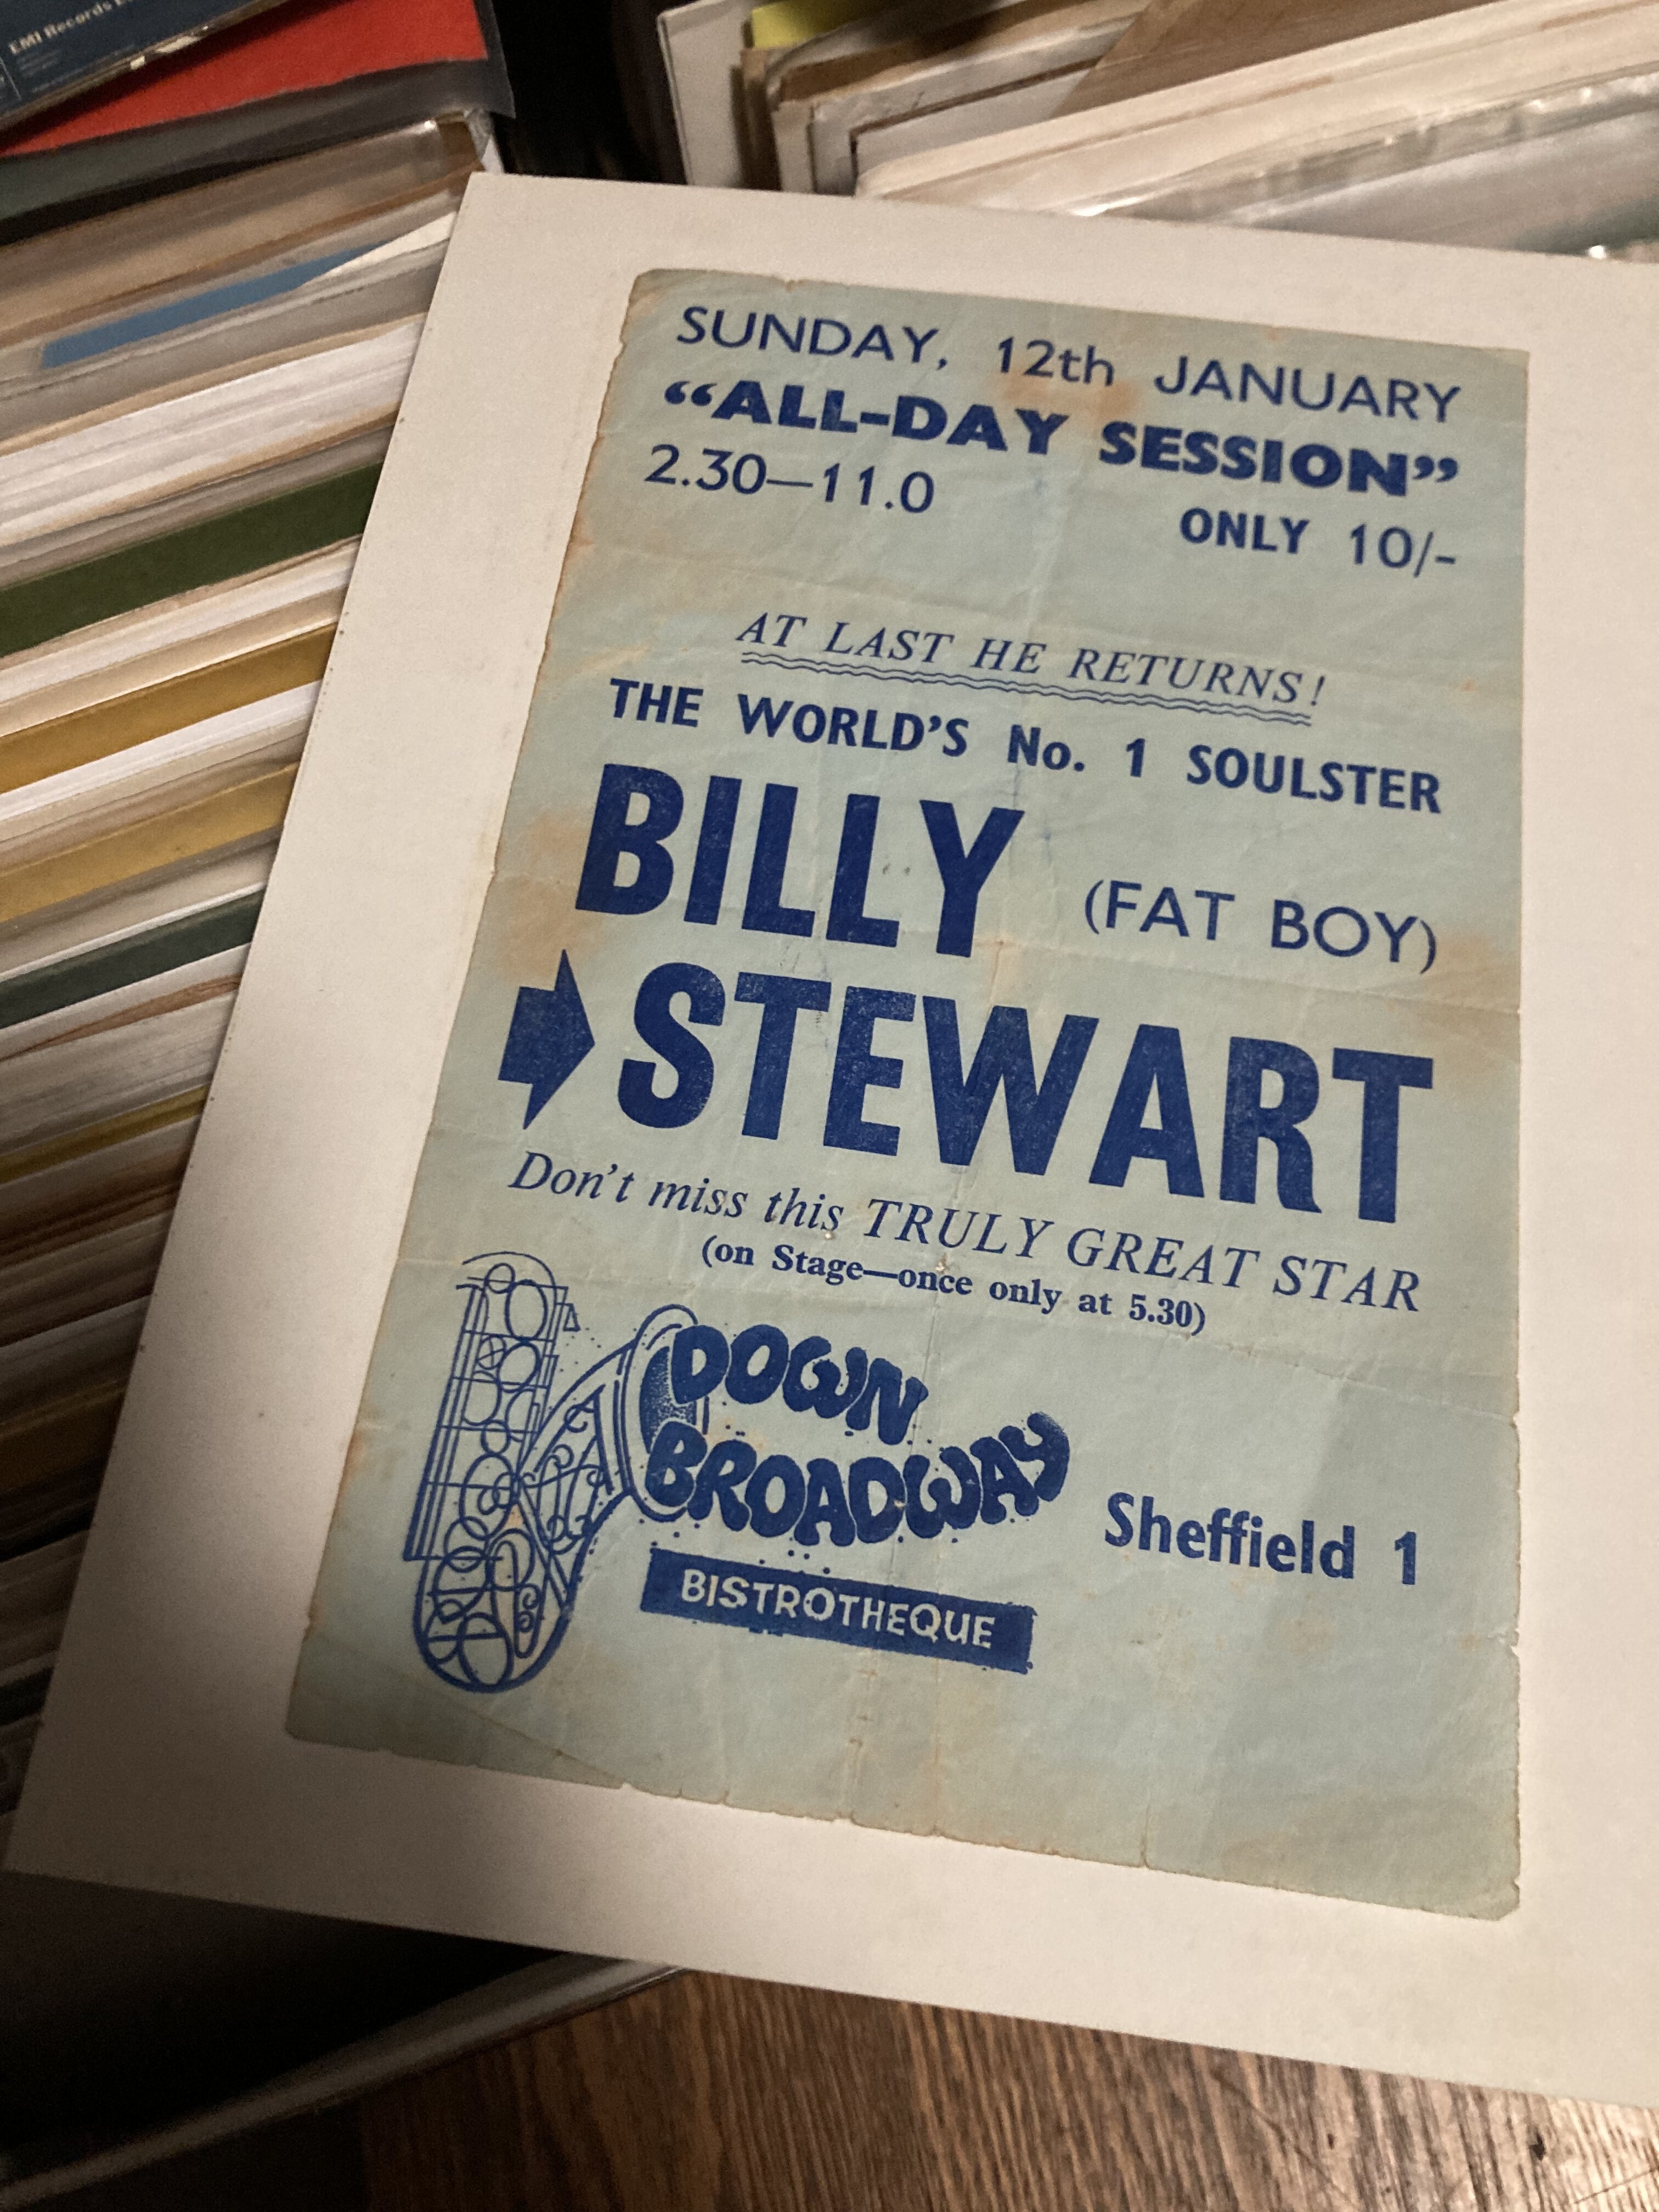 EMI Records
SUNDAY, 12th JANUARY
“ALL-DAY SESSION”
2.30—11.0
ONLY 10/-
AT LAST HE RETURNS!
THE WORLD’S No. 1 SOULSTER
BILLY (FAT BOY)
STEWART
Don’t miss this TRULY GREAT STAR
(on Stage—once only at 5.30)
DOWN
BROADWAY
Sheffield 1
BISTROTHEQUE